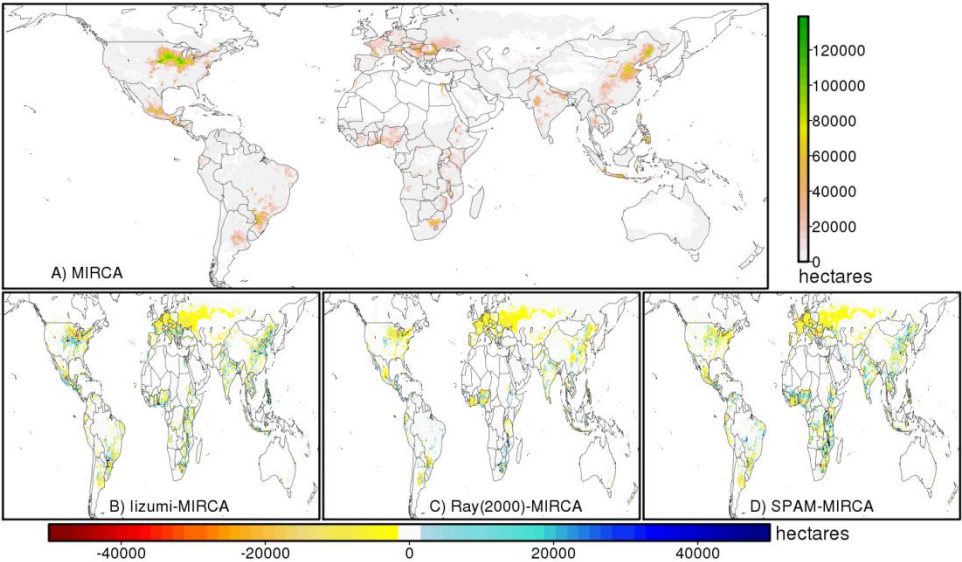 120000
100000
80000
60000
40000
20000
0
hectares
A) MIRCA
B) Iizumi-MIRCA
C) Ray(2000)-MIRCA
D) SPAM-MIRCA
hectares
-40000
-20000
0
20000
40000